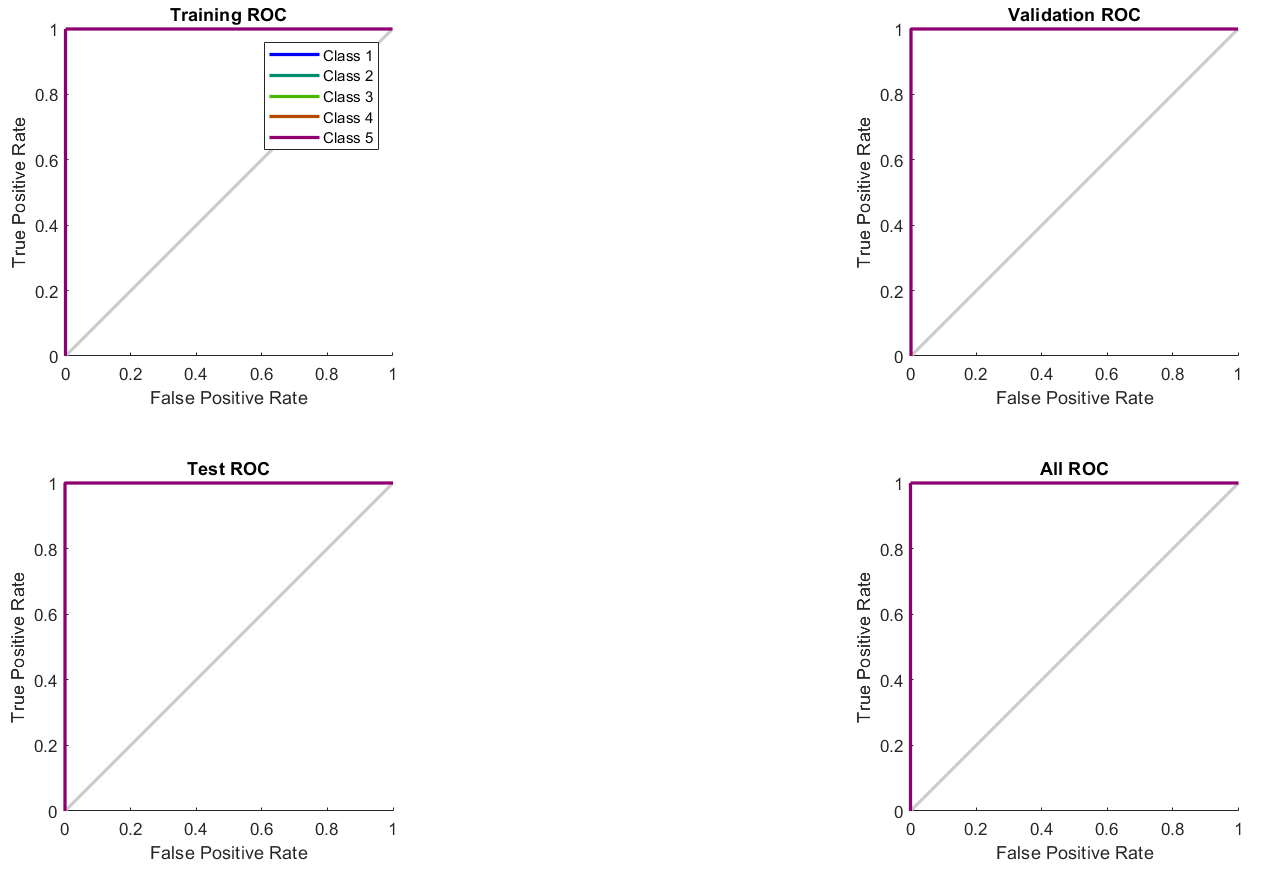 Training ROC
1
0.8
0.6
0.4
0.2
0
True Positive Rate
Class 1
Class 2
Class 3
Class 4
Class 5
0 0.2 0.4 0.6 0.8 1
False Positive Rate
Validation ROC
1
0.8
0.6
0.4
0.2
0
True Positive Rate
0 0.2 0.4 0.6 0.8 1
False Positive Rate
Test ROC
1
0.8
0.6
0.4
0.2
0
True Positive Rate
0 0.2 0.4 0.6 0.8 1
False Positive Rate
All ROC
1
0.8
0.6
0.4
0.2
0
True Positive Rate
0 0.2 0.4 0.6 0.8 1
False Positive Rate